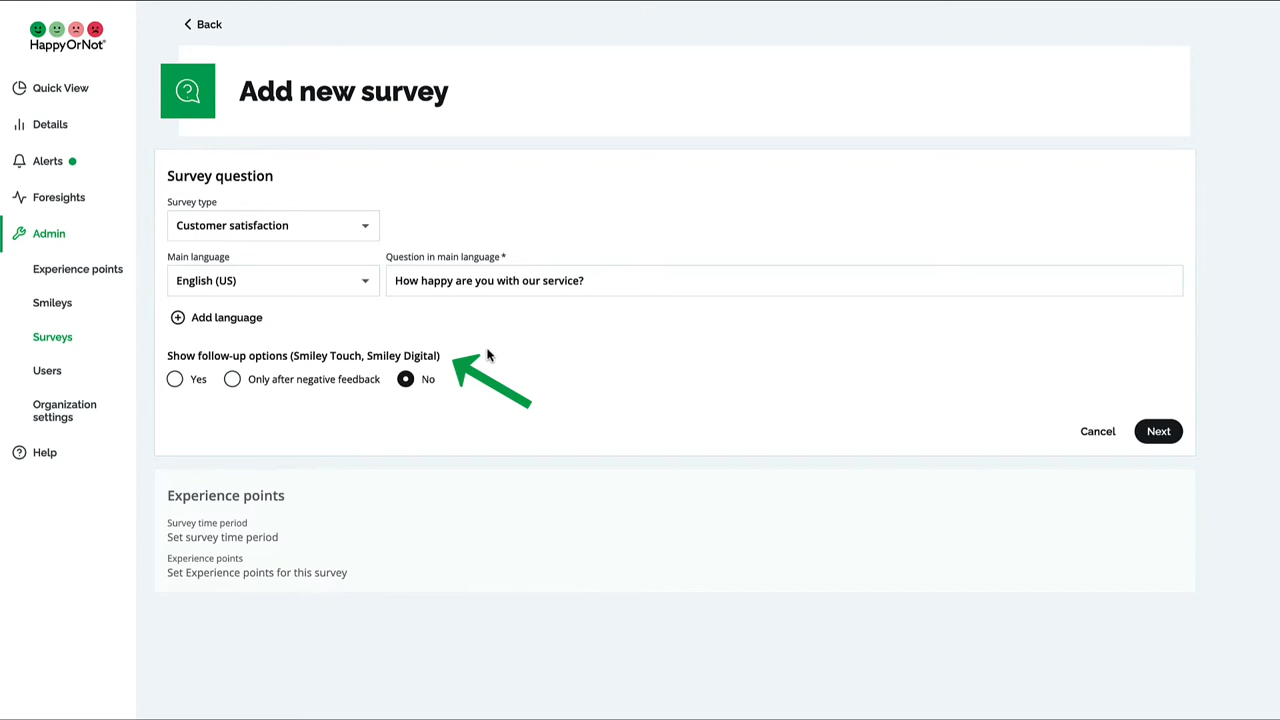 HappyOrNot®
Quick View
Details
Alerts
Foresights
Admin
Experience points
Smileys
Surveys
Users
Organization
settings
Help
Back
Add new survey
Survey question
Survey type
Customer satisfaction
Main language
English (US)
Question in main language *
How happy are you with our service?
Add language
Show follow-up options (Smiley Touch, Smiley Digital)
Yes Only after negative feedback No
Cancel Next
Experience points
Survey time period
Set survey time period
Experience points
Set Experience points for this survey